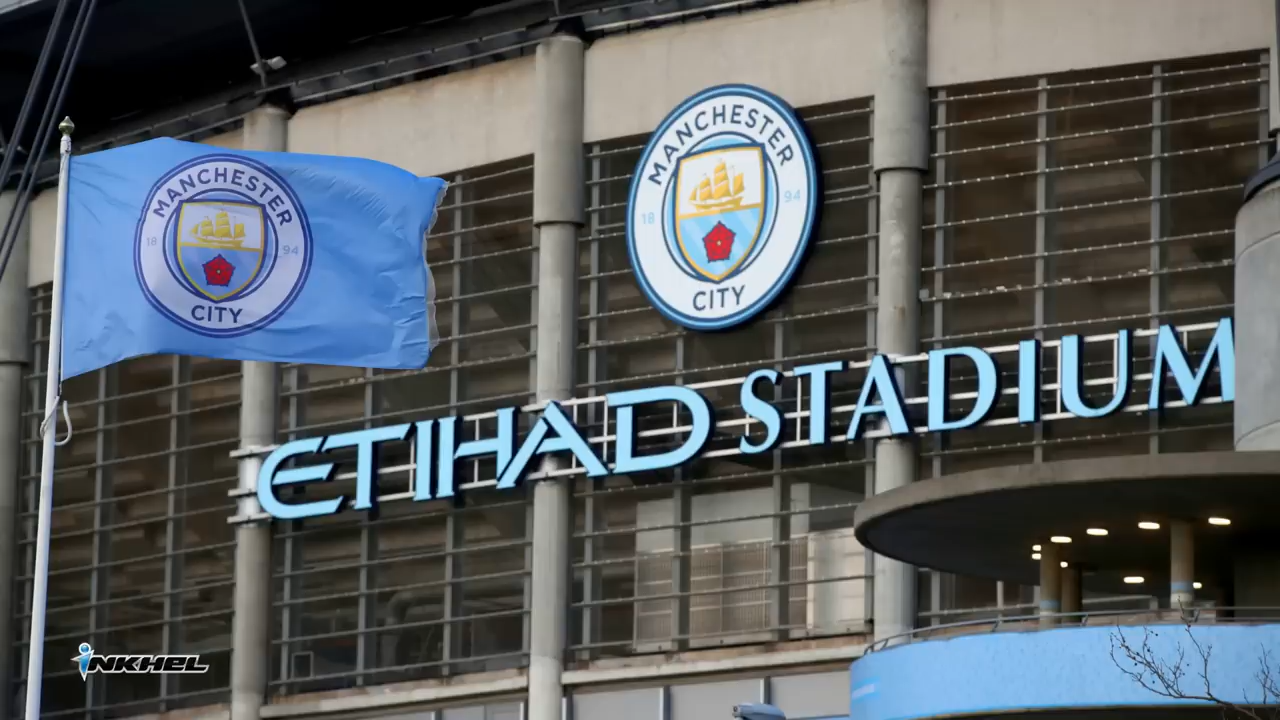 MANCHESTER
18 94
CITY
MANCHESTER
18 94
CITY
ETIHAD STADIUM
INKHEL